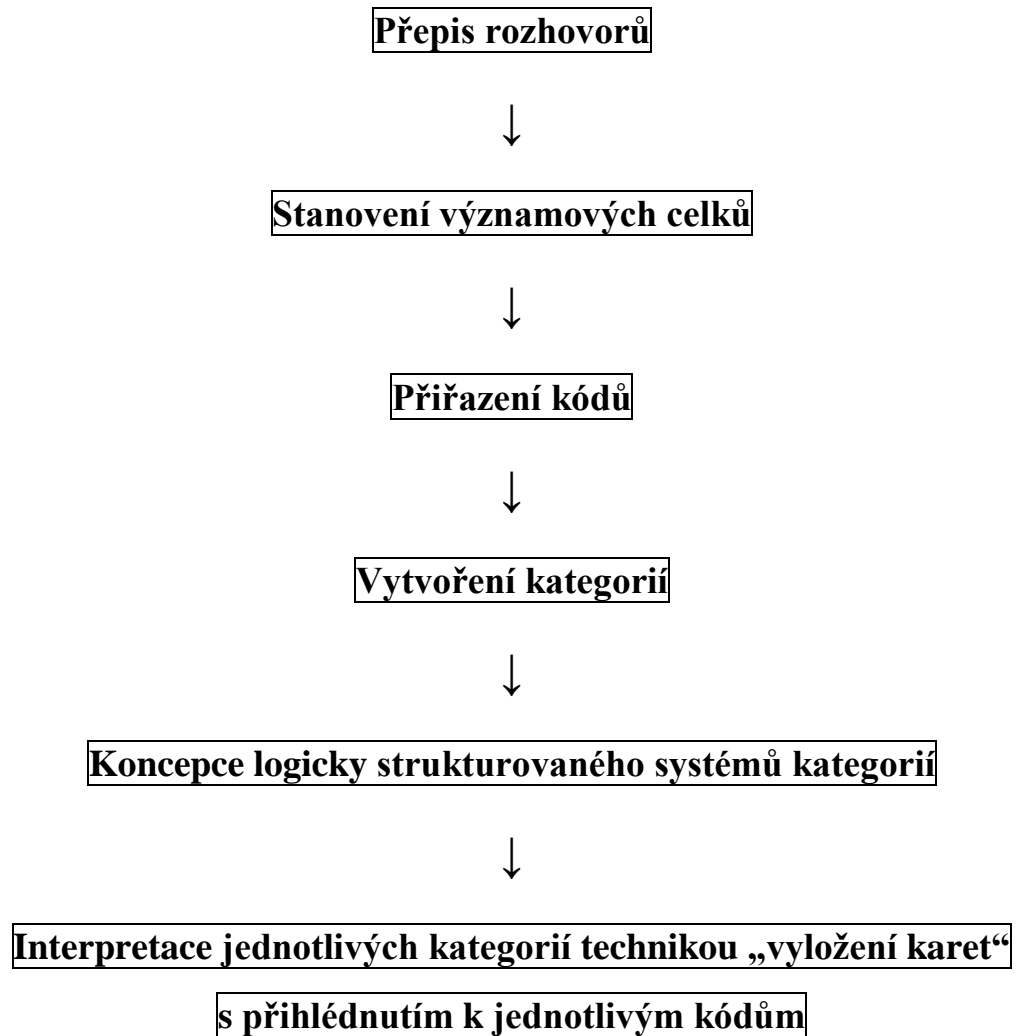 Přepis rozhovorů
↓
Stanovení významových celků
↓
Přiřazení kódů
↓
Vytvoření kategorií
↓
Koncepce logicky strukturovaného systémů kategorií
↓
Interpretace jednotlivých kategorií technikou „vyložení karet“
s přihlédnutím k jednotlivým kódům